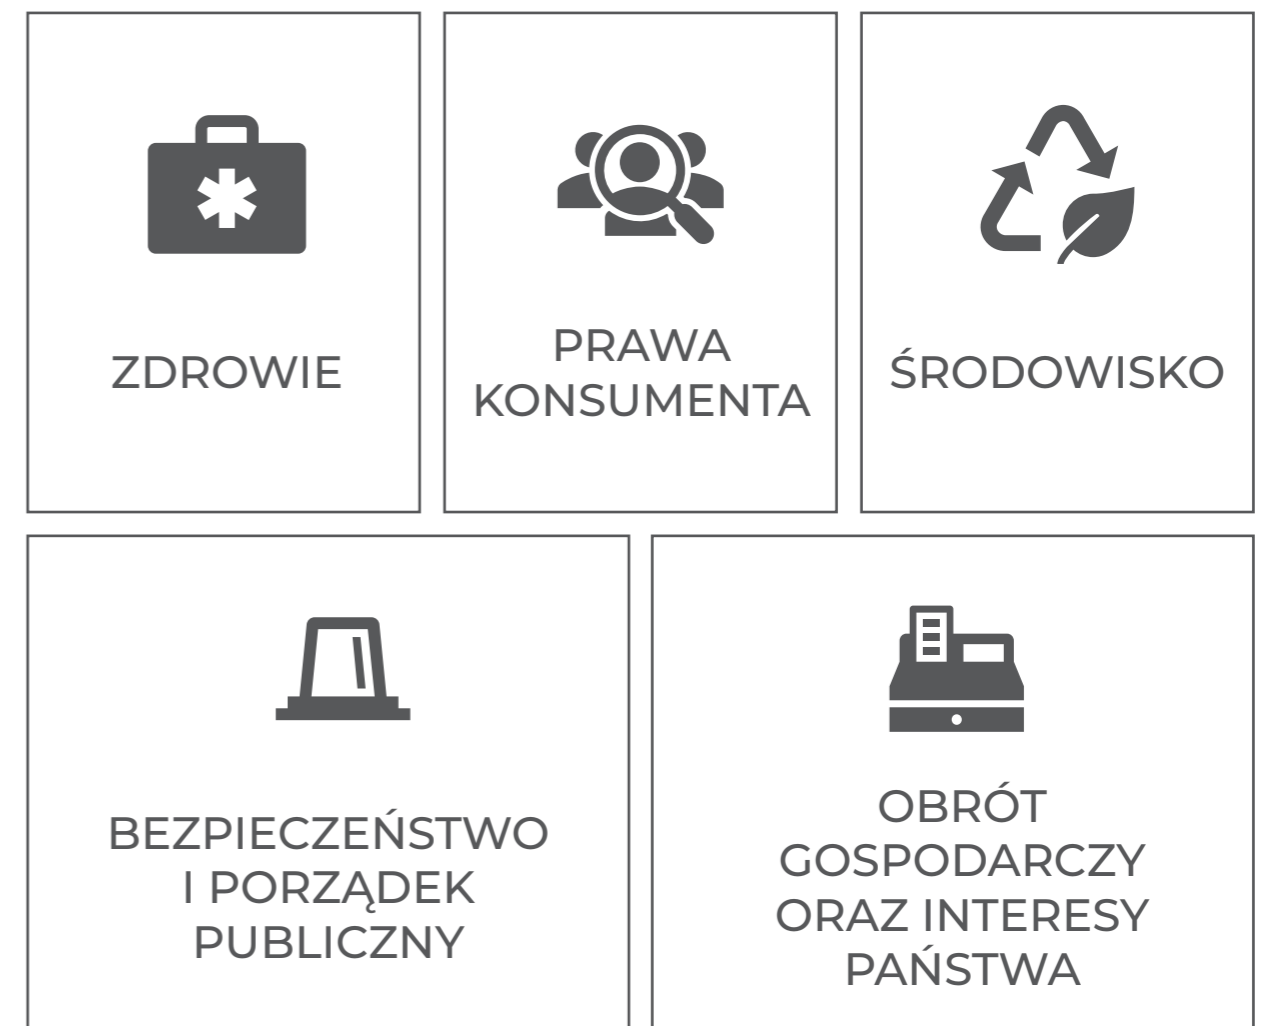 ZDROWIE
PRAWA
KONSUMENTA
ŚRODOWISKO
BEZPIECZEŃSTWO
I PORZĄDEK
PUBLICZNY
OBRÓT
GOSPODARCZY
ORAZ INTERESY
PAŃSTWA